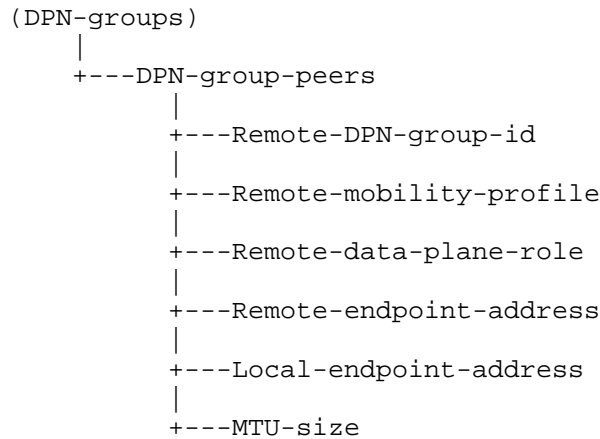 (DPN-groups)
|
+---DPN-group-peers
|
+---Remote-DPN-group-id
|
+---Remote-mobility-profile
|
+---Remote-data-plane-role
|
+---Remote-endpoint-address
|
+---Local-endpoint-address
|
+---MTU-size